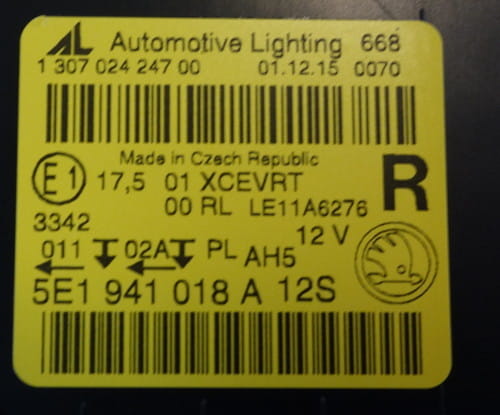 AL Automotive Lighting 668
1 307 024 247 00 01.12.15 0070
Made in Czech Republic
E1 17,5 01 XCEVRT R
00 RL LE11A6276
3342 12 V
011 02A PL AH5
5E1 941 018 A 12S